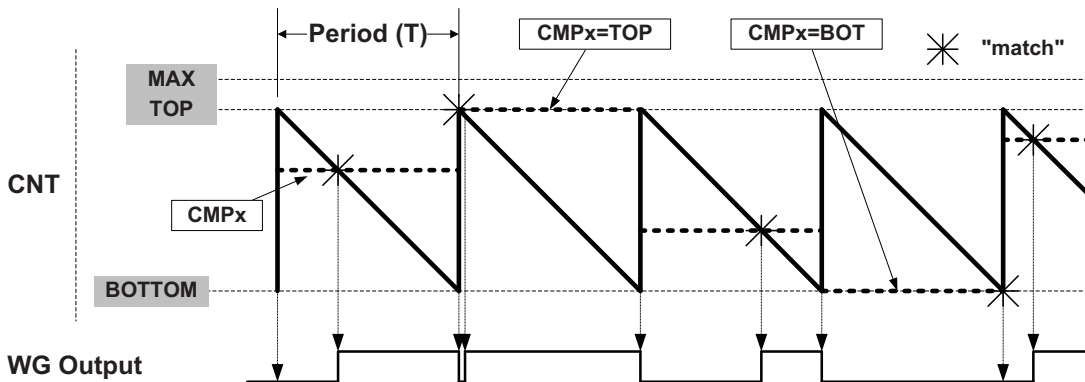 Period (T)
CMPx=TOP
CMPx=BOT
"match"
MAX
TOP
CNT
CMPx
BOTTOM
WG Output